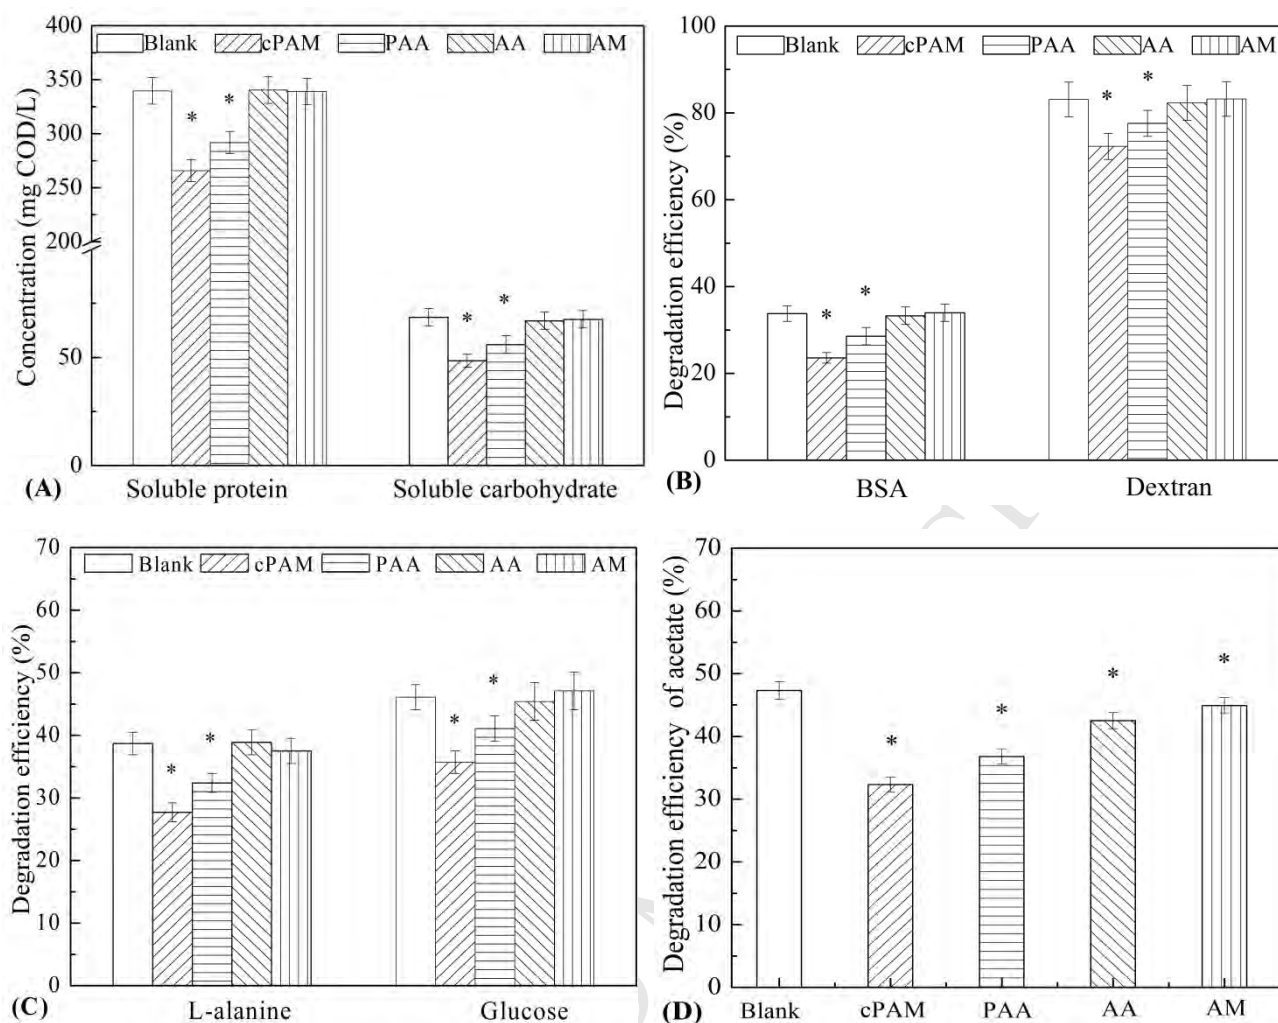 400
350
300
250
200
50
0
Concentration (mg COD/L)
Blank cPAM PAA AA AM
* *
* *
Soluble protein Soluble carbohydrate
(A)
100
80
60
40
20
0
Degradation efficiency (%)
Blank cPAM PAA AA AM
* *
* *
BSA Dextran
(B)
70
60
50
40
30
20
10
0
Degradation efficiency (%)
Blank cPAM PAA AA AM
* *
* *
L-alanine Glucose
(C)
70
60
50
40
30
20
10
0
Degradation efficiency of acetate (%)
* * * *
Blank cPAM PAA AA AM
(D)